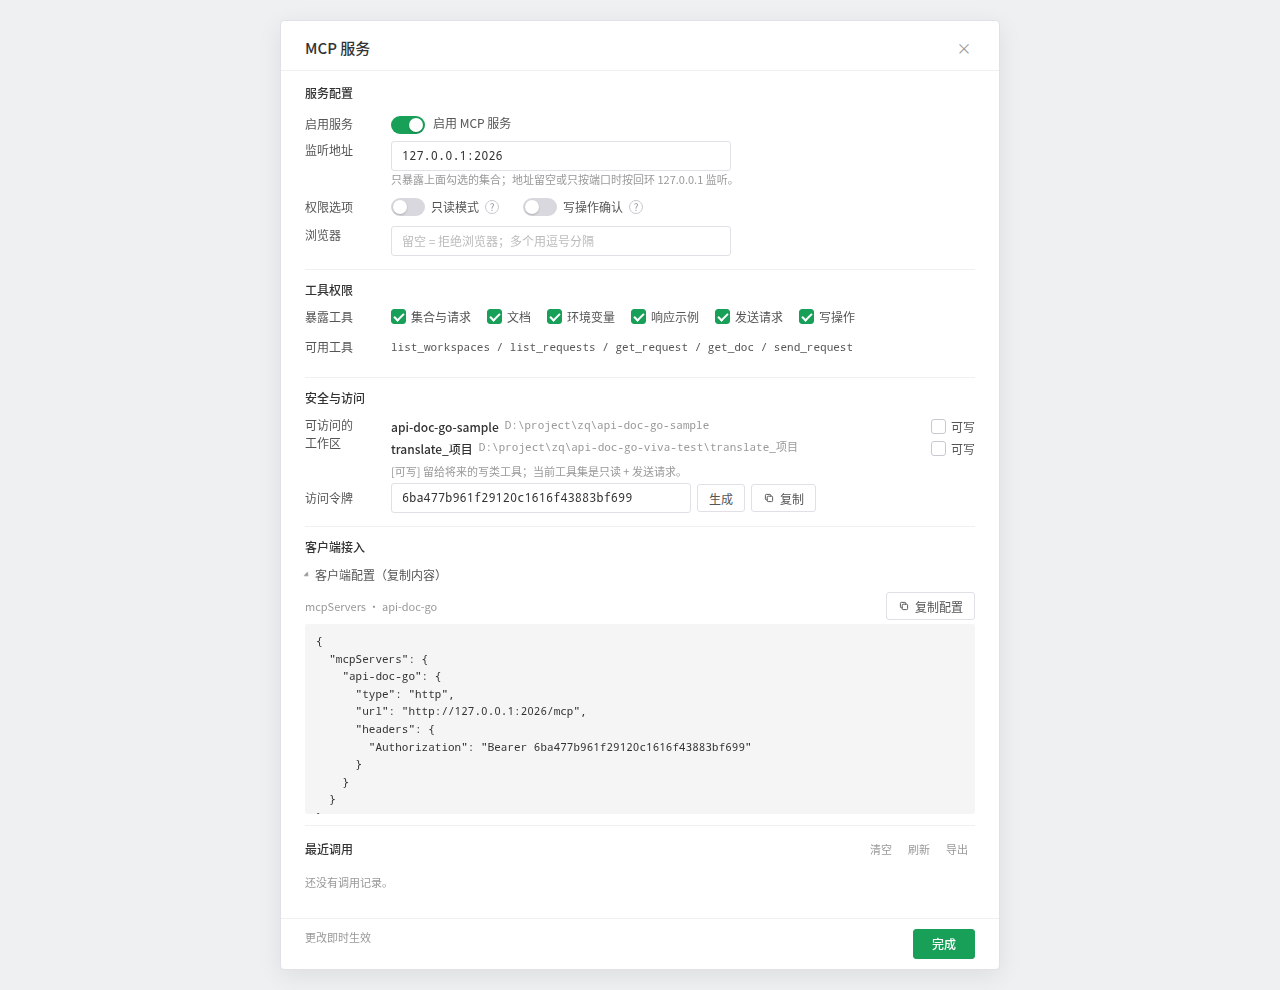 MCP 服务
服务配置
启用服务 启用 MCP 服务
监听地址 127.0.0.1:2026
只暴露上面勾选的集合；地址留空或只按端口时按回环 127.0.0.1 监听。
权限选项 只读模式 ? 写操作确认 ?
浏览器 留空 = 拒绝浏览器；多个用逗号分隔
工具权限
暴露工具 集合与请求 文档 环境变量 响应示例 发送请求 写操作
可用工具 list_workspaces / list_requests / get_request / get_doc / send_request
安全与访问
可访问的
工作区
api-doc-go-sample D:\project\zq\api-doc-go-sample 可写
translate_项目 D:\project\zq\api-doc-go-viva-test\translate_项目 可写
[可写] 留给将来的写类工具；当前工具集是只读 + 发送请求。
访问令牌 6ba477b961f29120c1616f43883bf699 生成 复制
客户端接入
客户端配置（复制内容）
mcpServers · api-doc-go 复制配置
{
  "mcpServers": {
    "api-doc-go": {
      "type": "http",
      "url": "http://127.0.0.1:2026/mcp",
      "headers": {
        "Authorization": "Bearer 6ba477b961f29120c1616f43883bf699"
      }
    }
  }
最近调用 清空 刷新 导出
还没有调用记录。
更改即时生效 完成